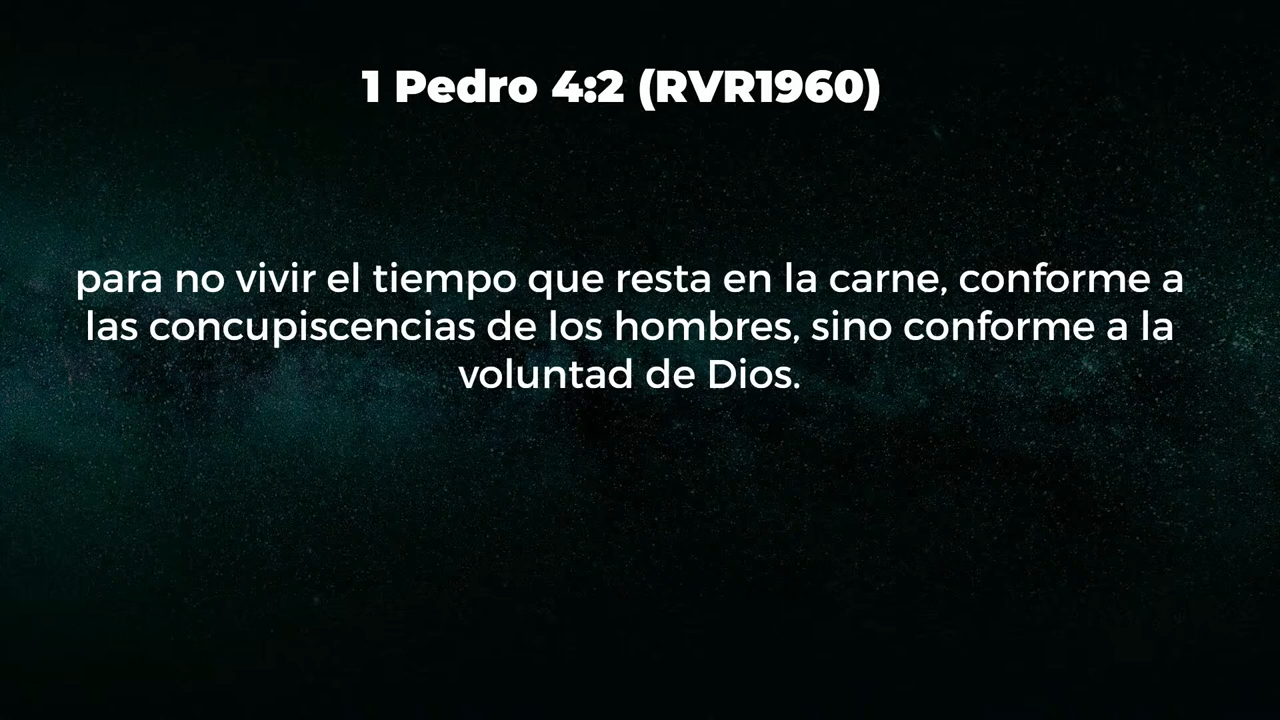 1 Pedro 4:2 (RVR1960)
para no vivir el tiempo que resta en la carne, conforme a
las concupiscencias de los hombres, sino conforme a la
voluntad de Dios.